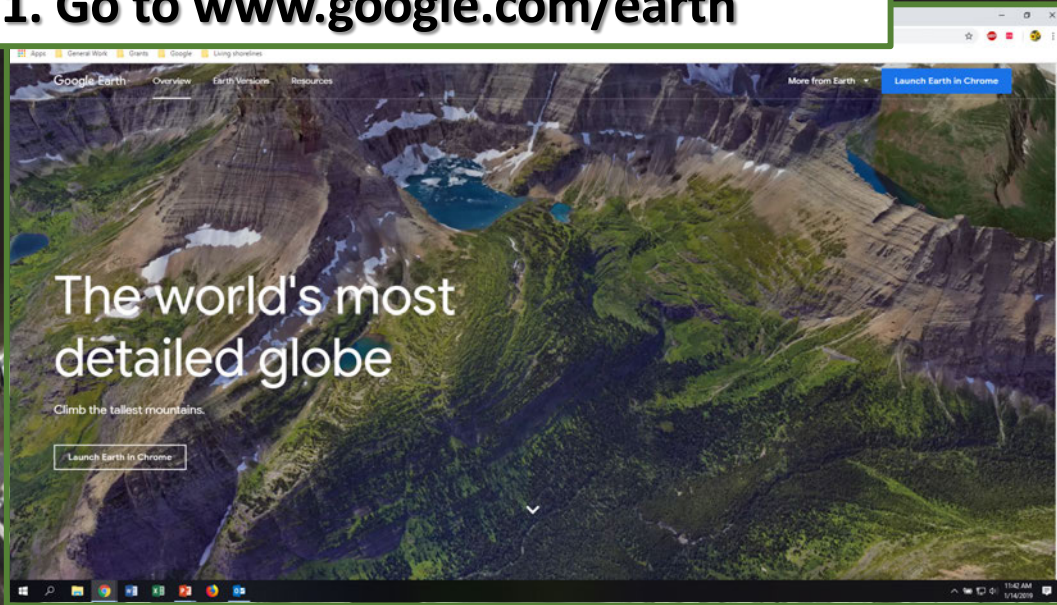 1. Go to www.google.com/earth
Apps General Work Grants Google Living shorelines
Google Earth Overview Earth Versions Resources More from Earth Launch Earth in Chrome
The world's most
detailed globe
Climb the tallest mountains.
Launch Earth in Chrome
11:42 AM
1/14/2019